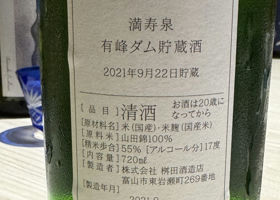 満寿泉
有峰ダム貯蔵酒
2021年9月22日貯蔵
【品目】清酒 お酒は20歳に
なってから
【原材料名】米(国産)・米麹(国産米)
【原料米】山田錦100%
【精米歩合】55% 【アルコール分】17度
【内容量】720ml
【製造者】株式会社 桝田酒造店
富山市東岩瀬町269番地
【製造年月】
2021.9